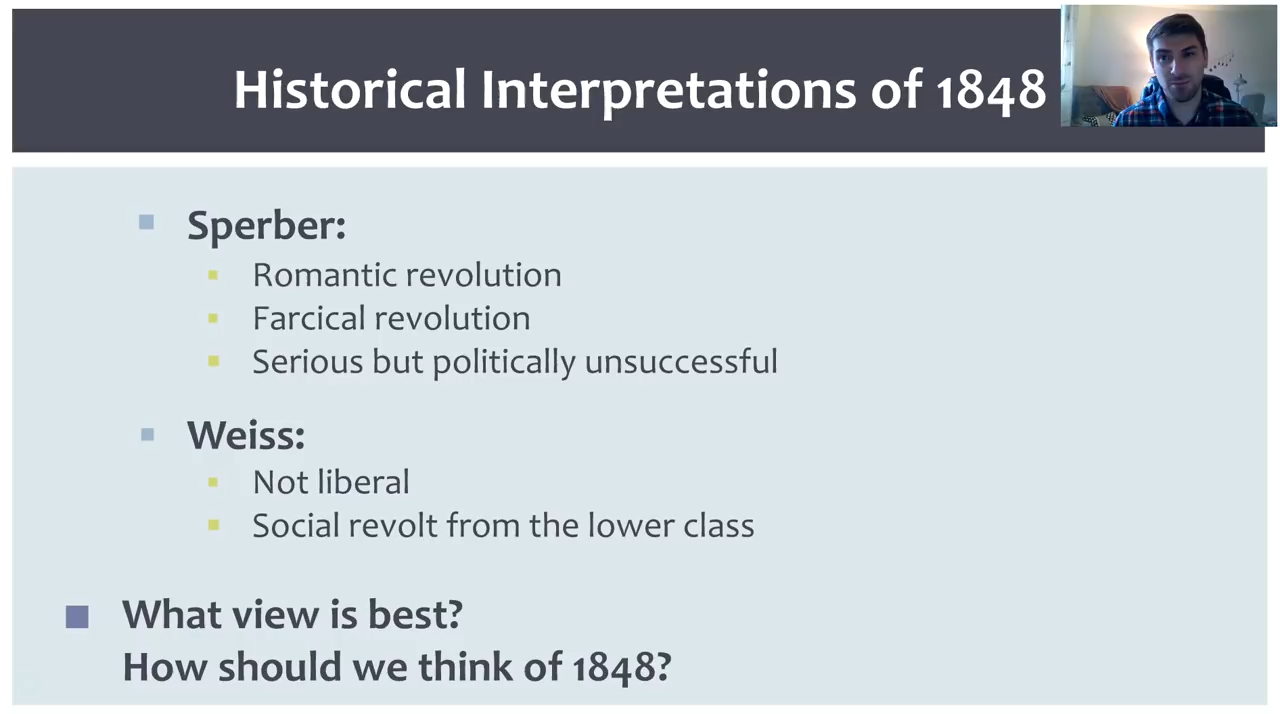 Historical Interpretations of 1848
Sperber:
Romantic revolution
Farcical revolution
Serious but politically unsuccessful
Weiss:
Not liberal
Social revolt from the lower class
What view is best?
How should we think of 1848?